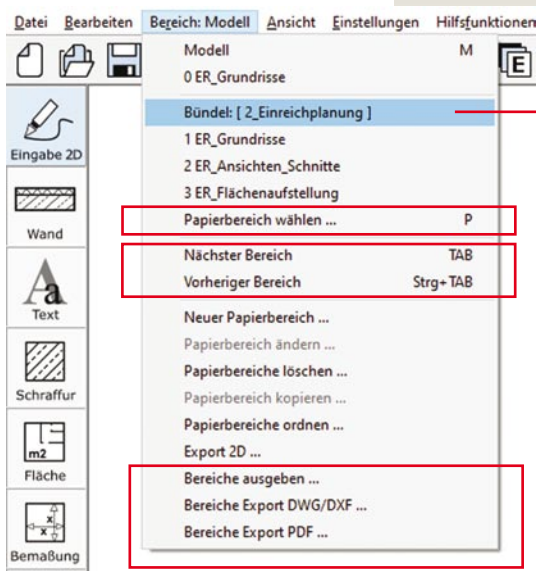 Datei Bearbeiten Bereich: Modell Ansicht Einstellungen Hilfsfunktionen
Modell M
0 ER_Grundrisse
Bündel: [ 2_Einreichplanung ]
1 ER_Grundrisse
2 ER_Ansichten_Schnitte
3 ER_Flächenaufstellung
Papierbereich wählen ... P
Nächster Bereich TAB
Vorheriger Bereich Strg+TAB
Neuer Papierbereich ...
Papierbereich ändern ...
Papierbereiche löschen ...
Papierbereich kopieren ...
Papierbereiche ordnen ...
Export 2D ...
Bereiche ausgeben ...
Bereiche Export DWG/DXF ...
Bereiche Export PDF ...
E
Eingabe 2D
Wand
A a
Text
Schraffur
m2
Fläche
x
x
Bemaßung